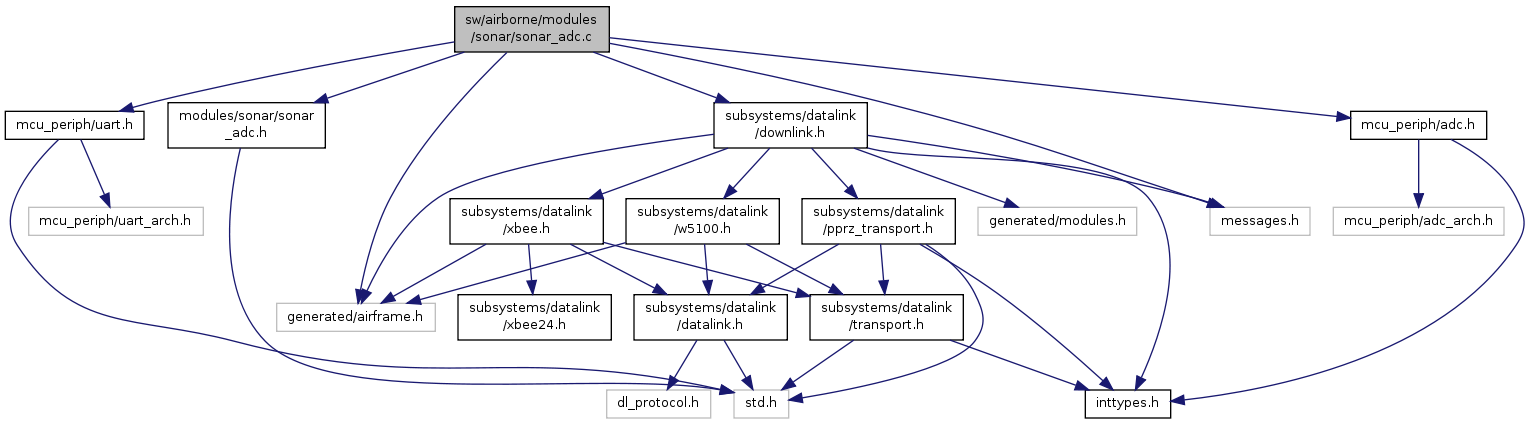 sw/airborne/modules
/sonar/sonar_adc.c
mcu_periph/uart.h
modules/sonar/sonar
_adc.h
subsystems/datalink
/downlink.h
mcu_periph/adc.h
mcu_periph/uart_arch.h
subsystems/datalink
/xbee.h
subsystems/datalink
/w5100.h
subsystems/datalink
/pprz_transport.h
generated/modules.h
messages.h
mcu_periph/adc_arch.h
generated/airframe.h
subsystems/datalink
/xbee24.h
subsystems/datalink
/datalink.h
subsystems/datalink
/transport.h
dl_protocol.h
std.h
inttypes.h